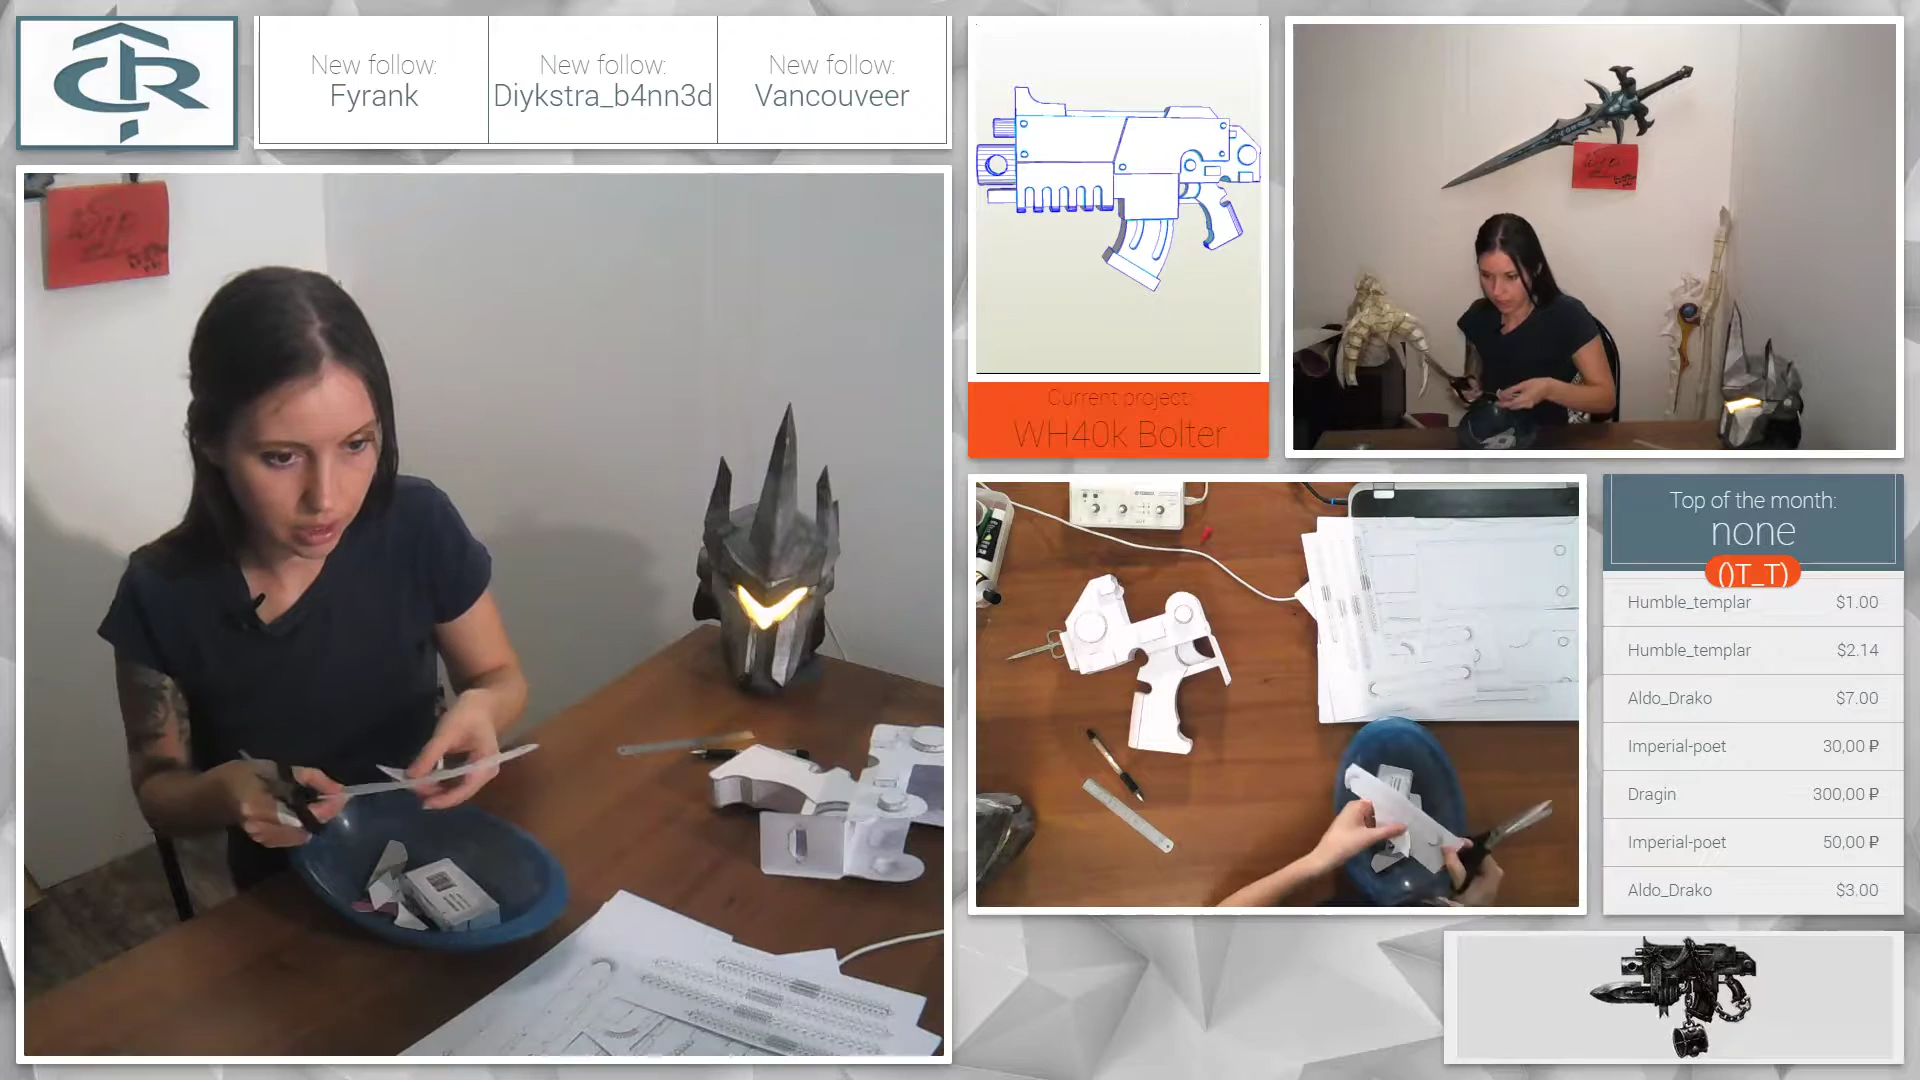 New follow:
Fyrank
New follow:
Diykstra_b4nn3d
New follow:
Vancouveer
Current project:
WH40k Bolter
Top of the month:
none
()T_T)
Humble_templar $1.00
Humble_templar $2.14
Aldo_Drako $7.00
Imperial-poet 30,00 ₽
Dragin 300,00 ₽
Imperial-poet 50,00 ₽
Aldo_Drako $3.00
Wip
Wip